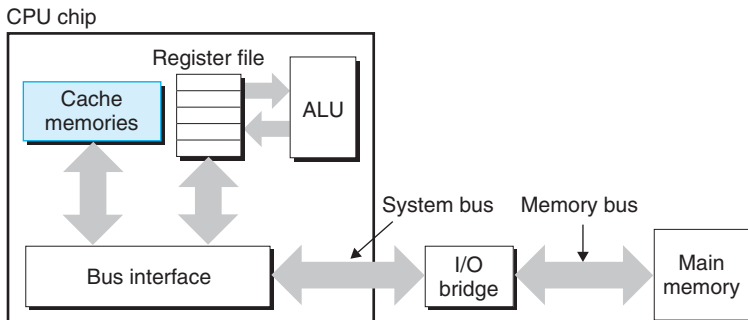 CPU chip
Register file
Cache
memories
ALU
System bus
Memory bus
Bus interface
I/O
bridge
Main
memory